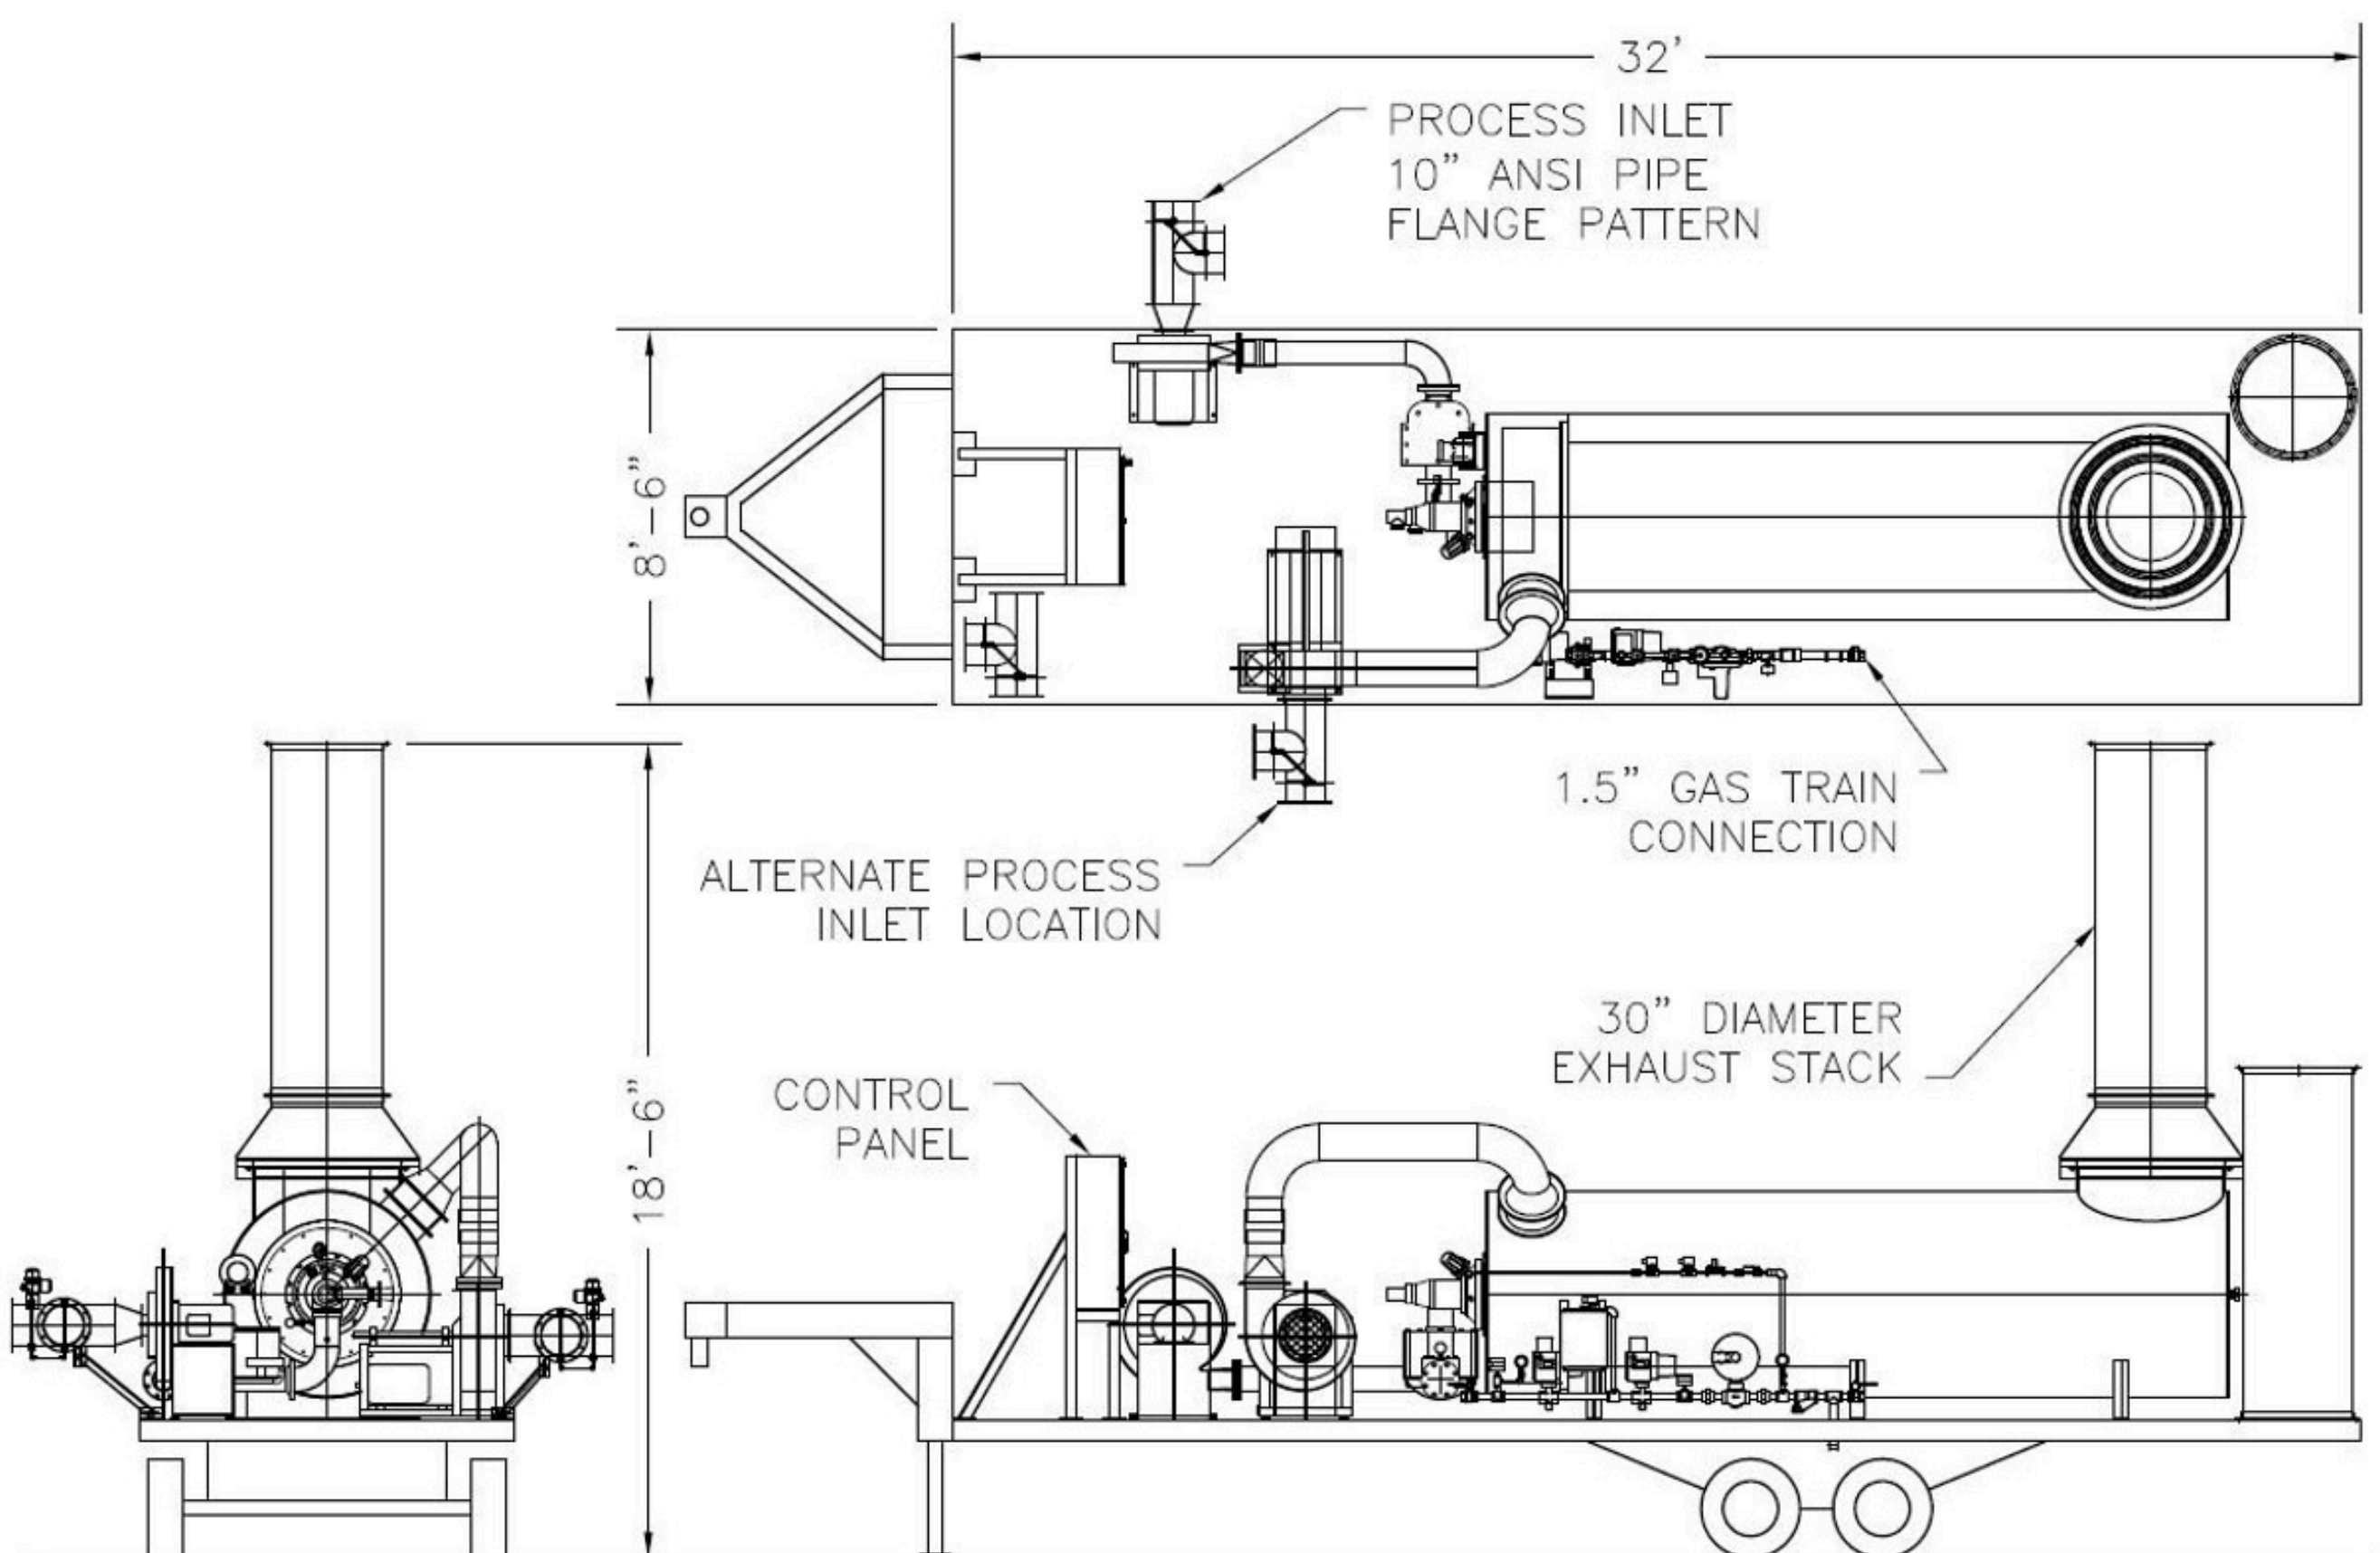 32’
PROCESS INLET
10” ANSI PIPE
FLANGE PATTERN
8’–6”
1.5” GAS TRAIN
CONNECTION
ALTERNATE PROCESS
INLET LOCATION
30” DIAMETER
EXHAUST STACK
CONTROL
PANEL
18’–6”